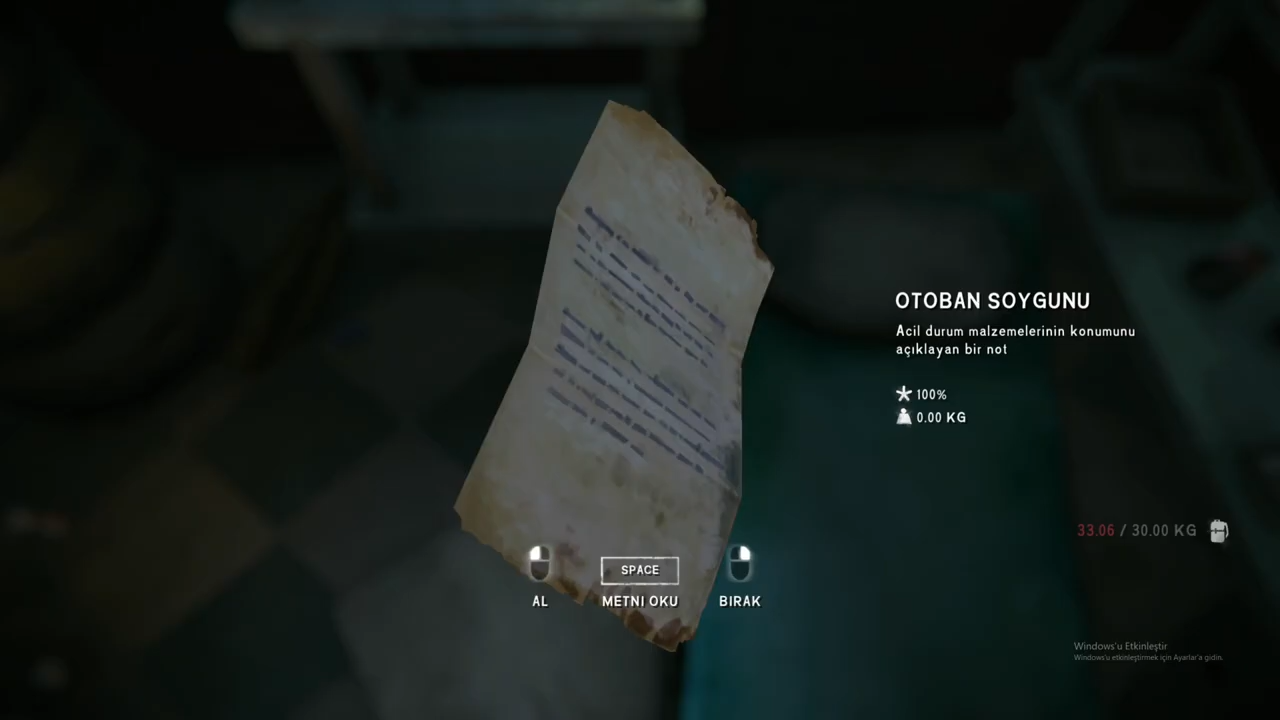 OTOBAN SOYGUNU
Acil durum malzemelerinin konumunu
açıklayan bir not
100%
0.00 KG
33.06 / 30.00 KG
SPACE
AL
METNI OKU
BIRAK
Windows'u Etkinleştir
Windows'u etkinleştirmek için Ayarlar'a gidin.